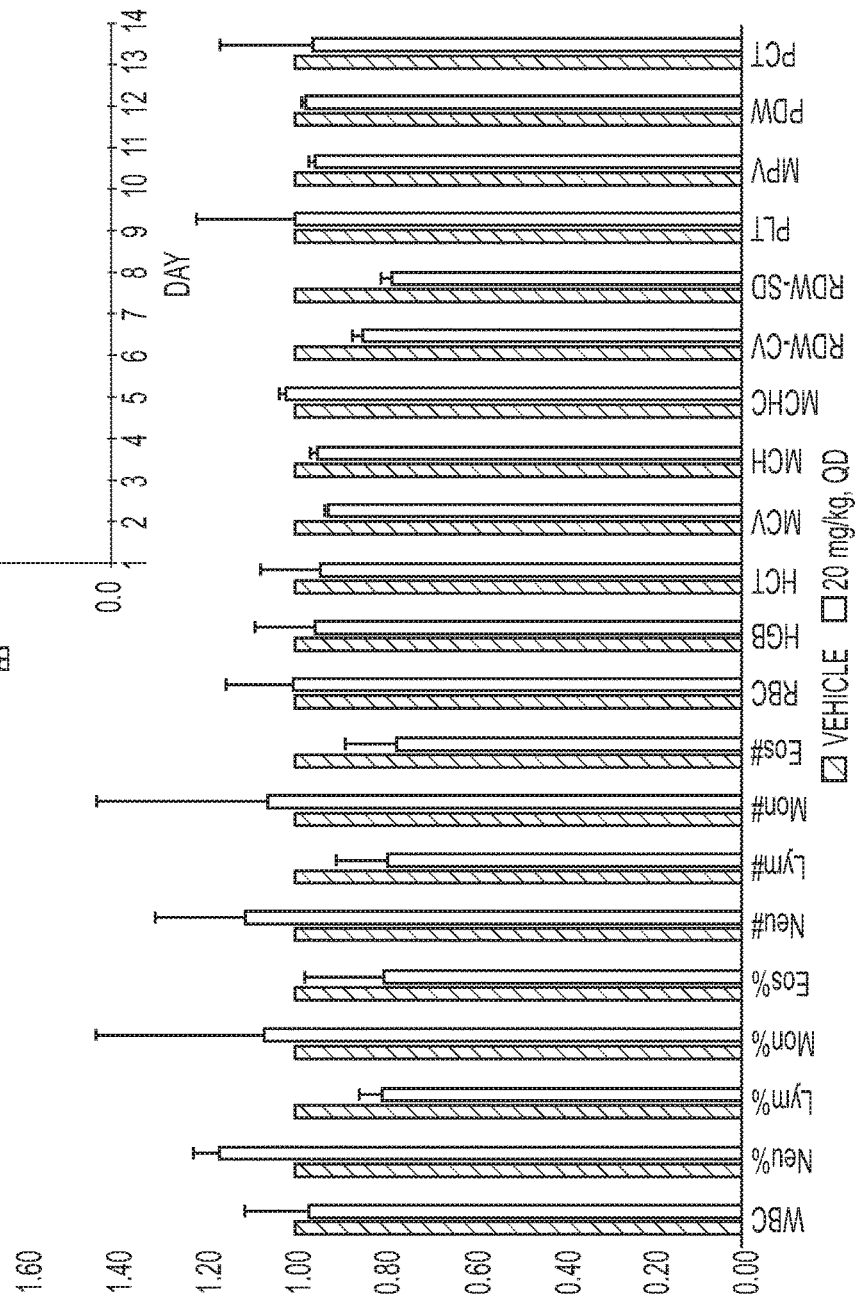 0.0
1 2 3 4 5 6 7 8 9 10 11 12 13 14
DAY
1.60
1.40
1.20
1.00
0.80
0.60
0.40
0.20
0.00
WBC
Neu%
Lym%
Mon%
Eos%
Neu#
Lym#
Mon#
Eos#
RBC
HGB
HCT
MCV
MCH
MCHC
RDW-CV
RDW-SD
PLT
MPV
PDW
PCT
VEHICLE 20 mg/kg, QD